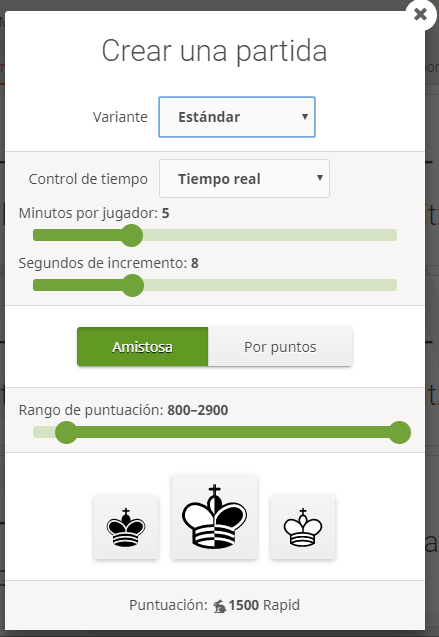 Crear una partida
Variante Estándar
Control de tiempo Tiempo real
Minutos por jugador: 5
Segundos de incremento: 8
Amistosa Por puntos
Rango de puntuación: 800–2900
Puntuación: 1500 Rapid